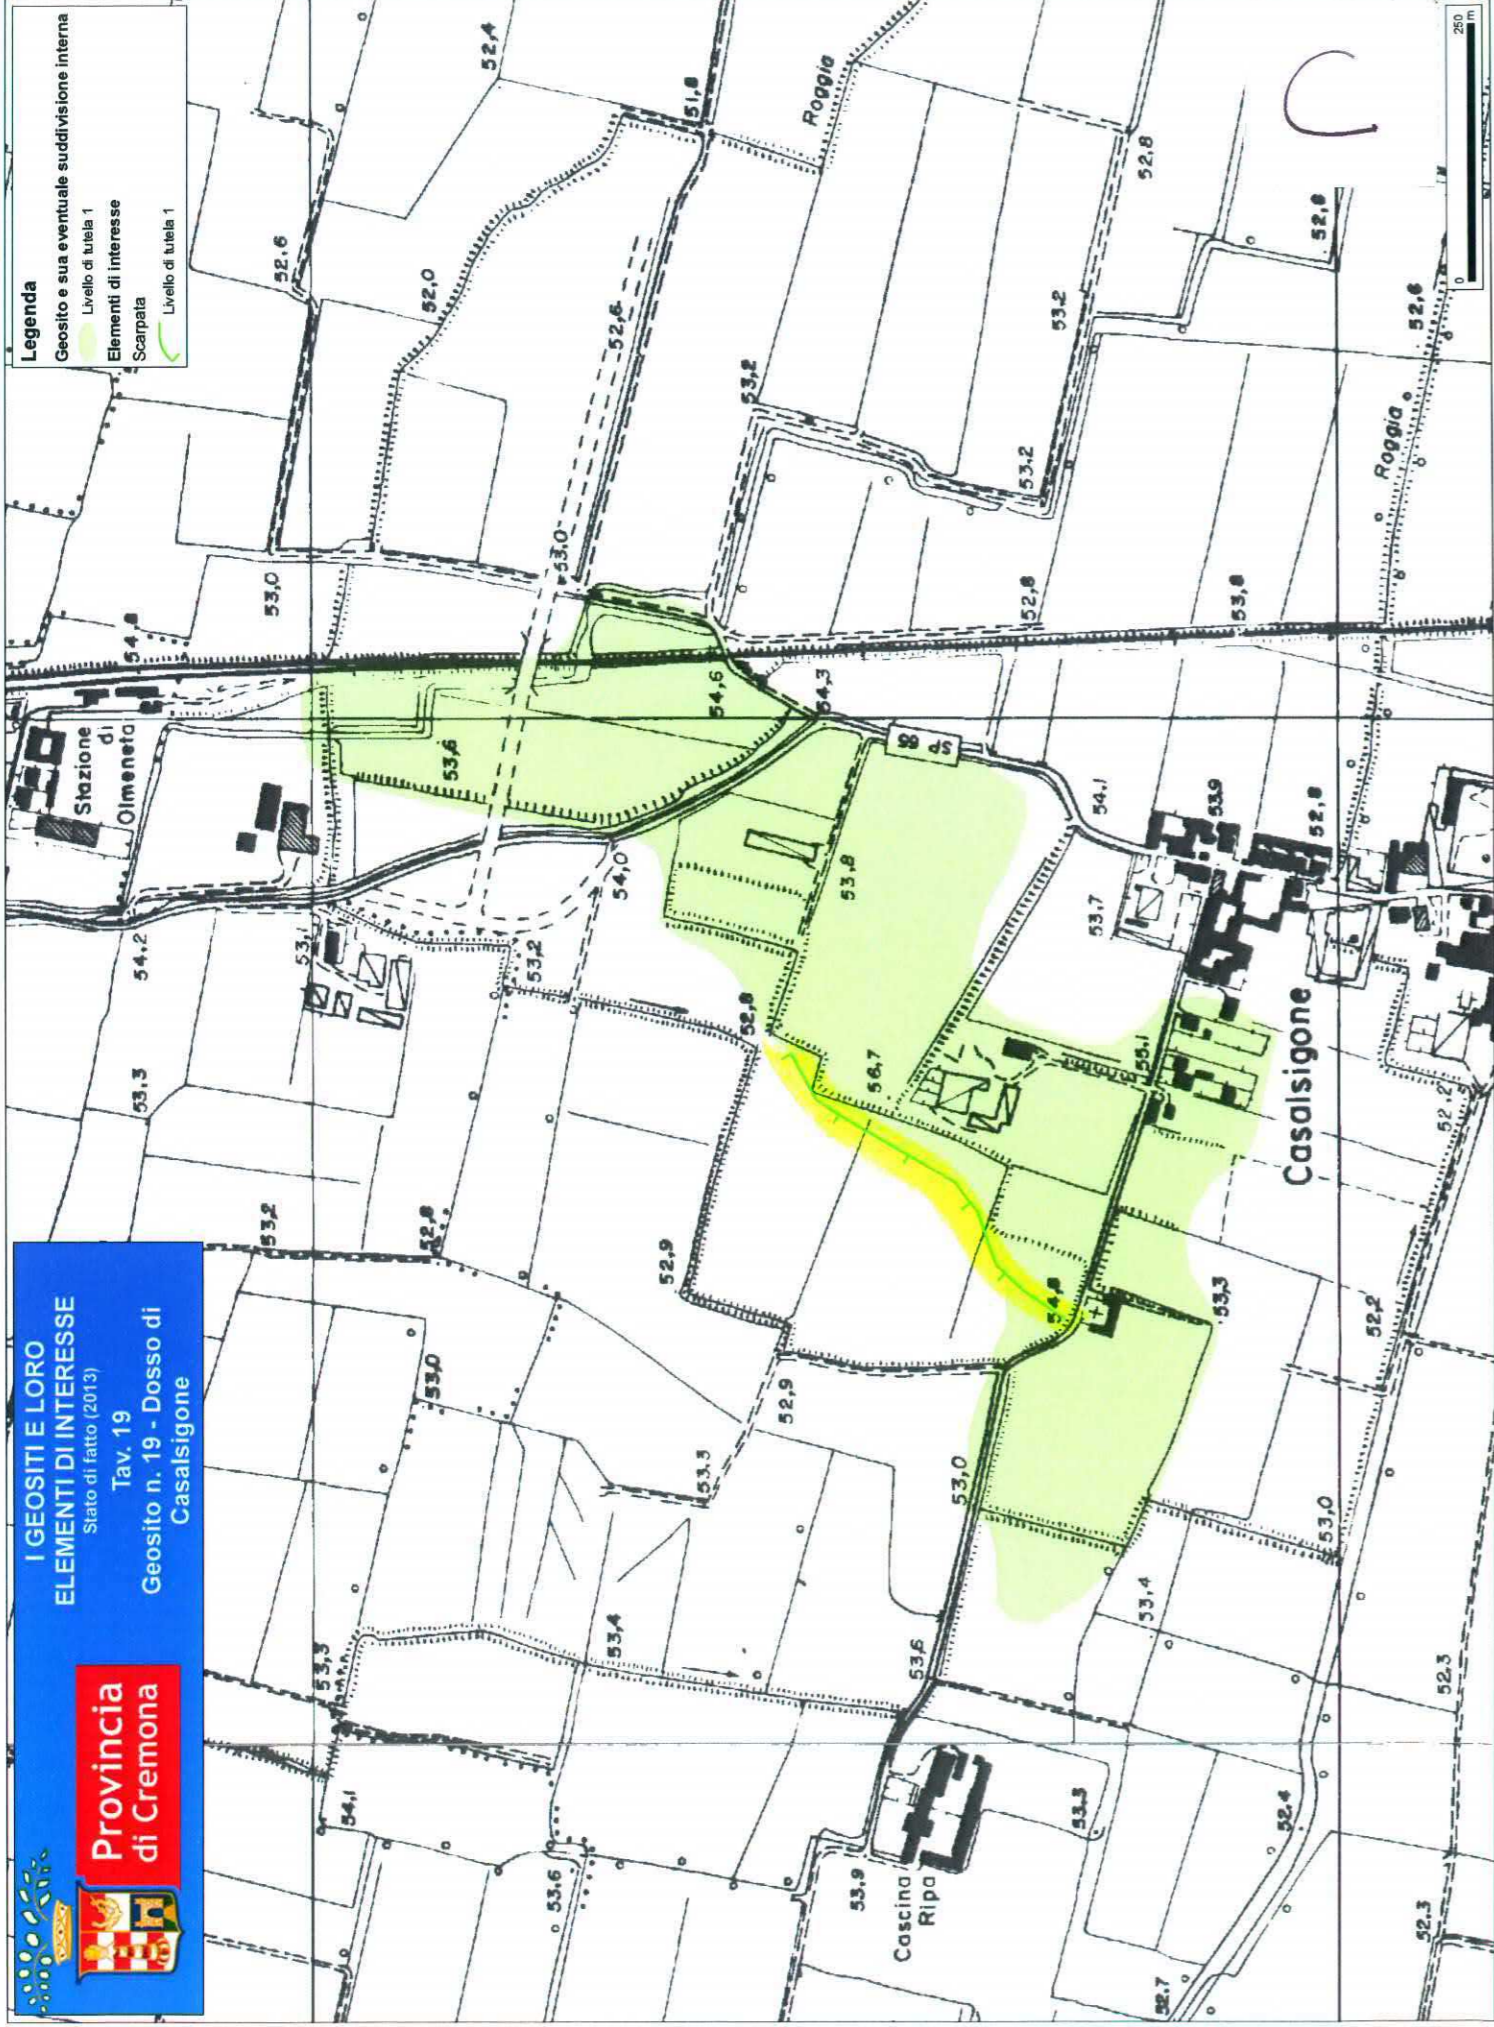 I GEOSITI E LORO
ELEMENTI DI INTERESSE
Stato di fatto (2013)
Tav. 19
Geosito n. 19 - Dosso di
Casalsigone
Provincia
di Cremona
Legenda
Geosito e sua eventuale suddivisione interna
Livello di tutela 1
Elementi di interesse
Scarpata
Livello di tutela 1
Stazione
di
Olmeneta
54,8
53,0
52,6
52,4
52,0
51,8
Roggia
52,6
53,0
53,6
54,6
54,3
SP 86
53,2
53,2
53,2
52,8
52,8
52,8
53,8
Roggia
52,6
54,2
53,3
53,2
52,8
54,0
53,2
52,8
53,8
56,7
54,1
53,9
52,8
53,7
55,1
Casalsigone
52,2
52,9
52,9
54,8
53,3
52,2
53,0
53,3
53,0
53,3
53,4
53,6
53,4
53,0
52,3
54,1
53,6
53,9
Cascina
Ripa
53,3
52,4
52,3
52,7
C
0
250
m